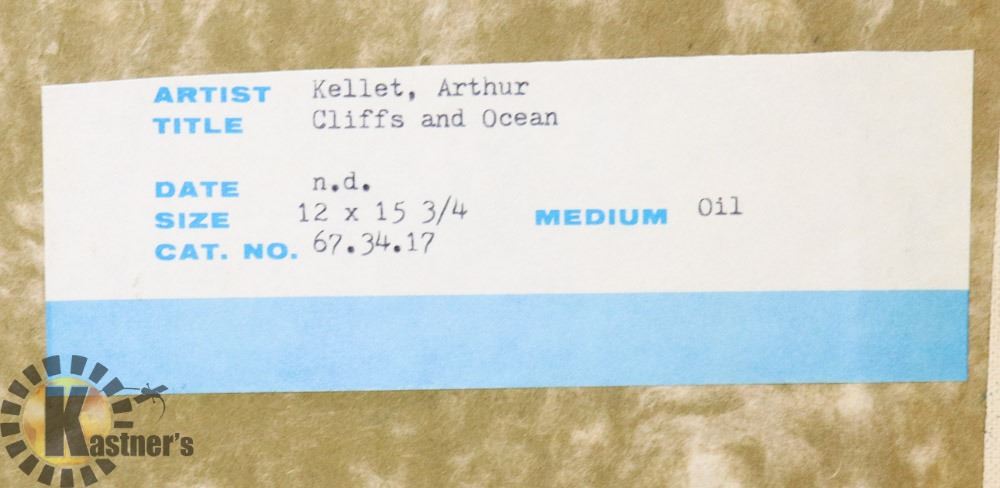 ARTIST Kellet, Arthur
TITLE Cliffs and Ocean
DATE n.d.
SIZE 12 x 15 3/4 MEDIUM Oil
CAT. NO. 67.34.17
Kastner's